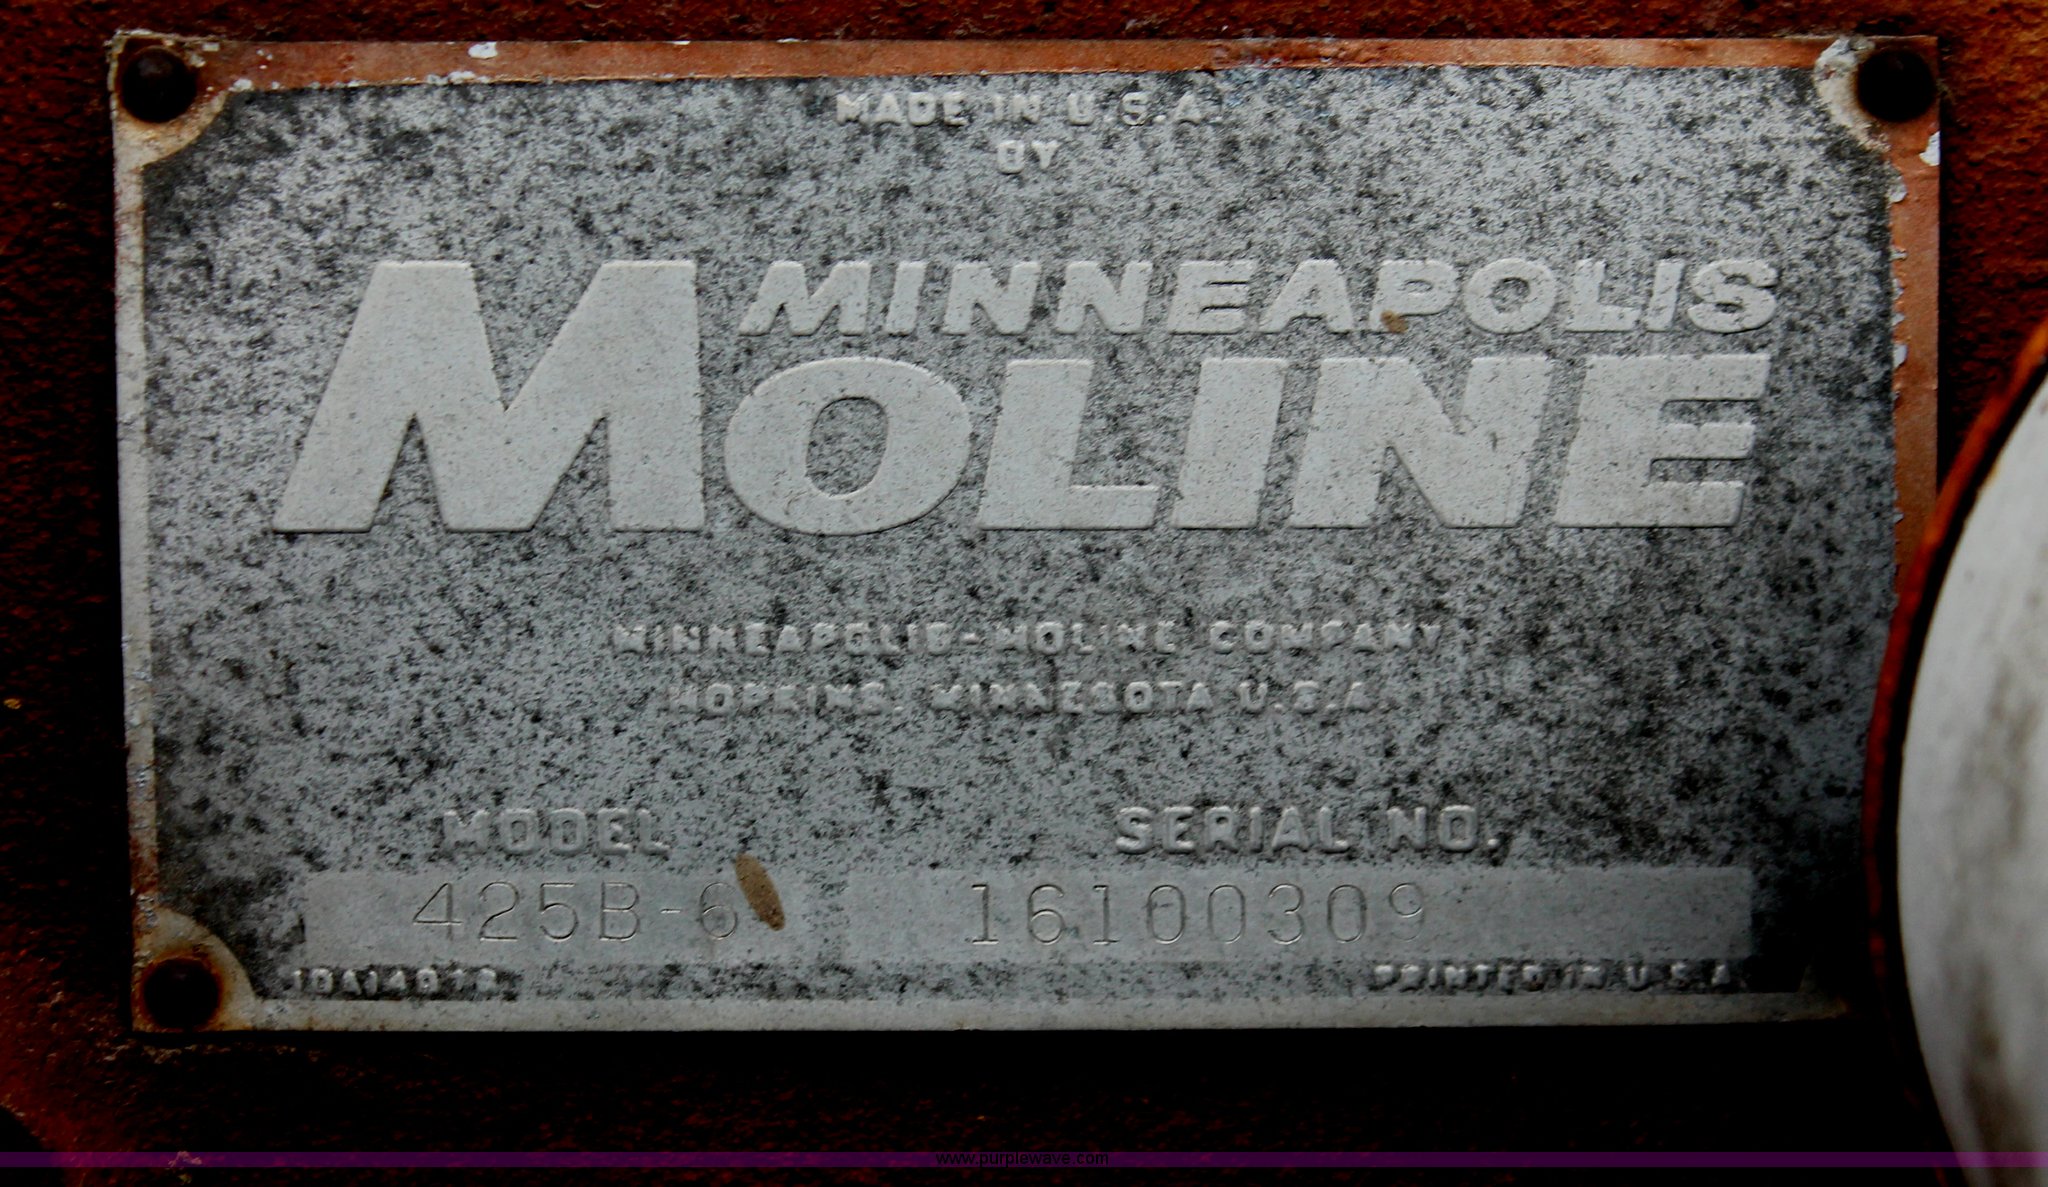 MADE IN U.S.A.
BY
MINNEAPOLIS
MOLINE
MINNEAPOLIS-MOLINE COMPANY
HOPKINS, MINNESOTA U.S.A.
MODEL SERIAL NO.
425B-6 16100309
10A14072 PRINTED IN U.S.A.
www.purplewave.com